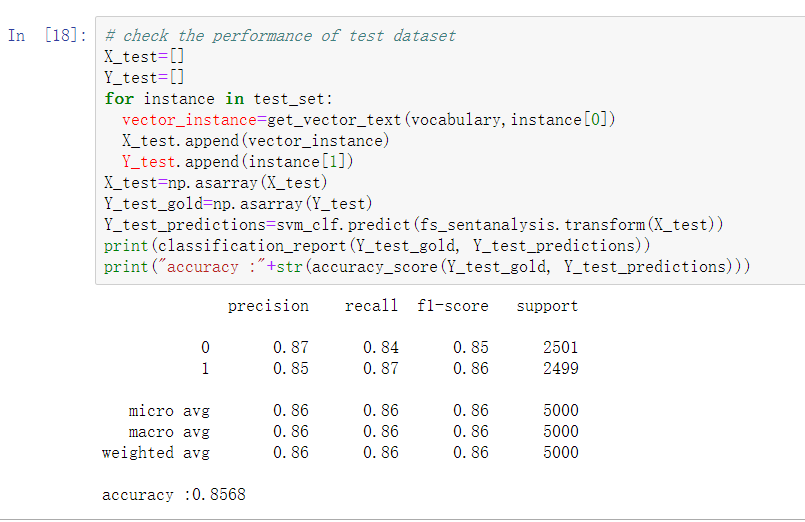 In [18]: # check the performance of test dataset
X_test=[]
Y_test=[]
for instance in test_set:
  vector_instance=get_vector_text(vocabulary,instance[0])
  X_test.append(vector_instance)
  Y_test.append(instance[1])
X_test=np.asarray(X_test)
Y_test_gold=np.asarray(Y_test)
Y_test_predictions=svm_clf.predict(fs_sentanalysis.transform(X_test))
print(classification_report(Y_test_gold, Y_test_predictions))
print("accuracy :"+str(accuracy_score(Y_test_gold, Y_test_predictions)))
precision recall f1-score support
0 0.87 0.84 0.85 2501
1 0.85 0.87 0.86 2499
micro avg 0.86 0.86 0.86 5000
macro avg 0.86 0.86 0.86 5000
weighted avg 0.86 0.86 0.86 5000
accuracy :0.8568